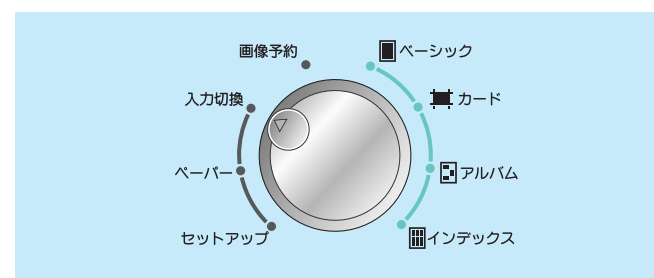 画像予約
ベーシック
入力切換
カード
ペーパー
アルバム
セットアップ
インデックス